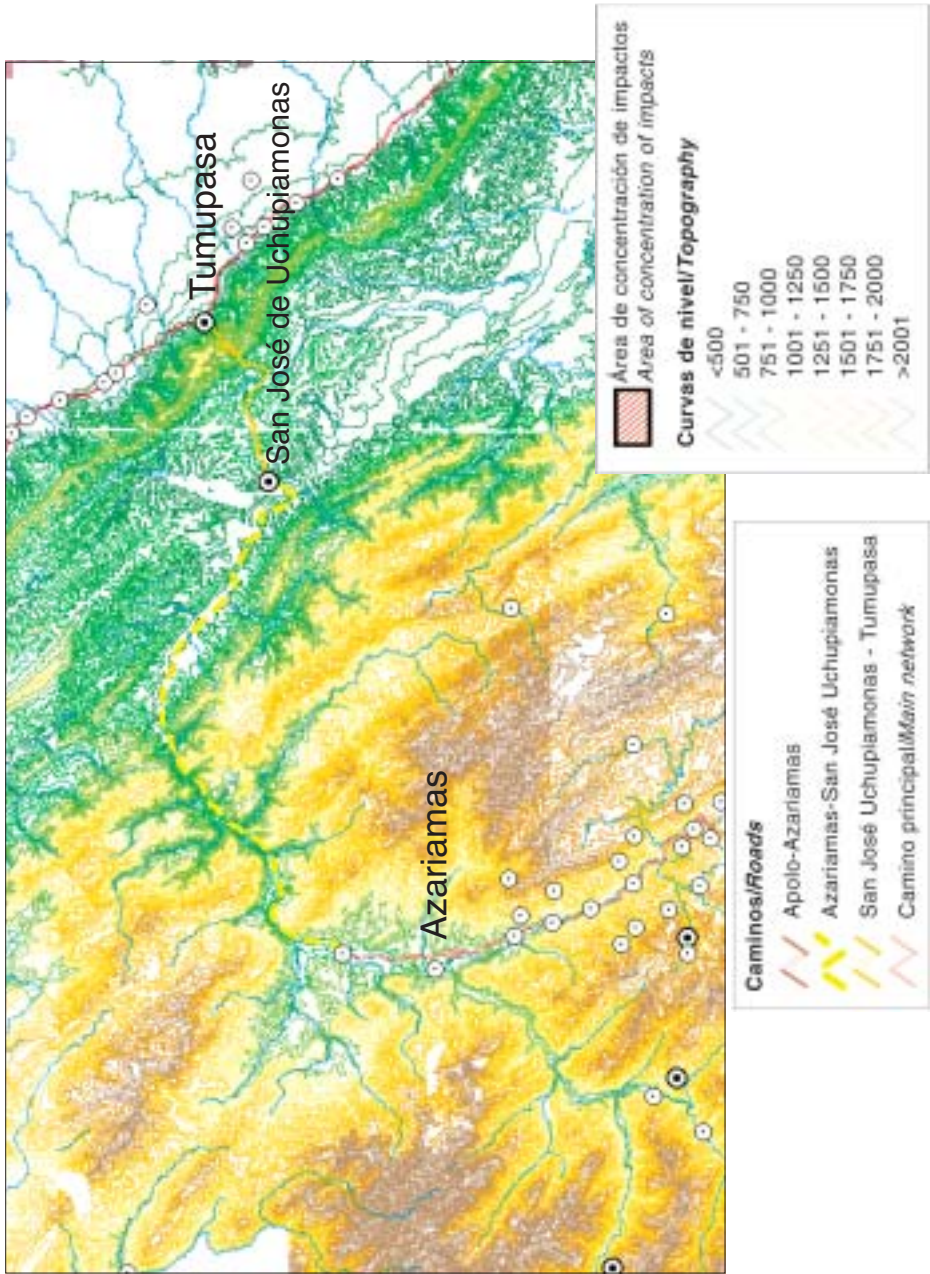 Tumupasa
San José de Uchupiamonas
Azariamas
Caminos/Roads
Apolo-Azariamas
Azariamas-San José Uchupiamonas
San José Uchupiamonas - Tumupasa
Camino principal/Main network
Área de concentración de impactos
Area of concentration of impacts
Curvas de nivel/Topography
<500
501 - 750
751 - 1000
1001 - 1250
1251 - 1500
1501 - 1750
1751 - 2000
>2001